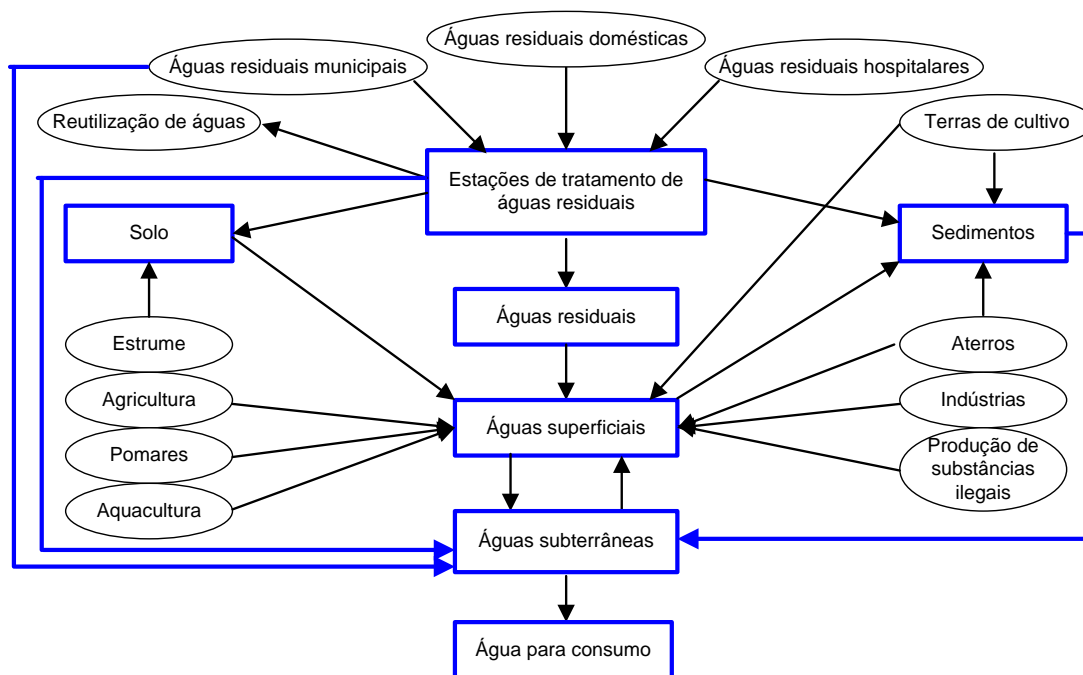 Águas residuais domésticas
Águas residuais municipais
Águas residuais hospitalares
Reutilização de águas
Terras de cultivo
Estações de tratamento de
águas residuais
Solo
Sedimentos
Águas residuais
Estrume
Aterros
Agricultura
Indústrias
Águas superficiais
Pomares
Produção de
substâncias
ilegais
Aquacultura
Águas subterrâneas
Água para consumo